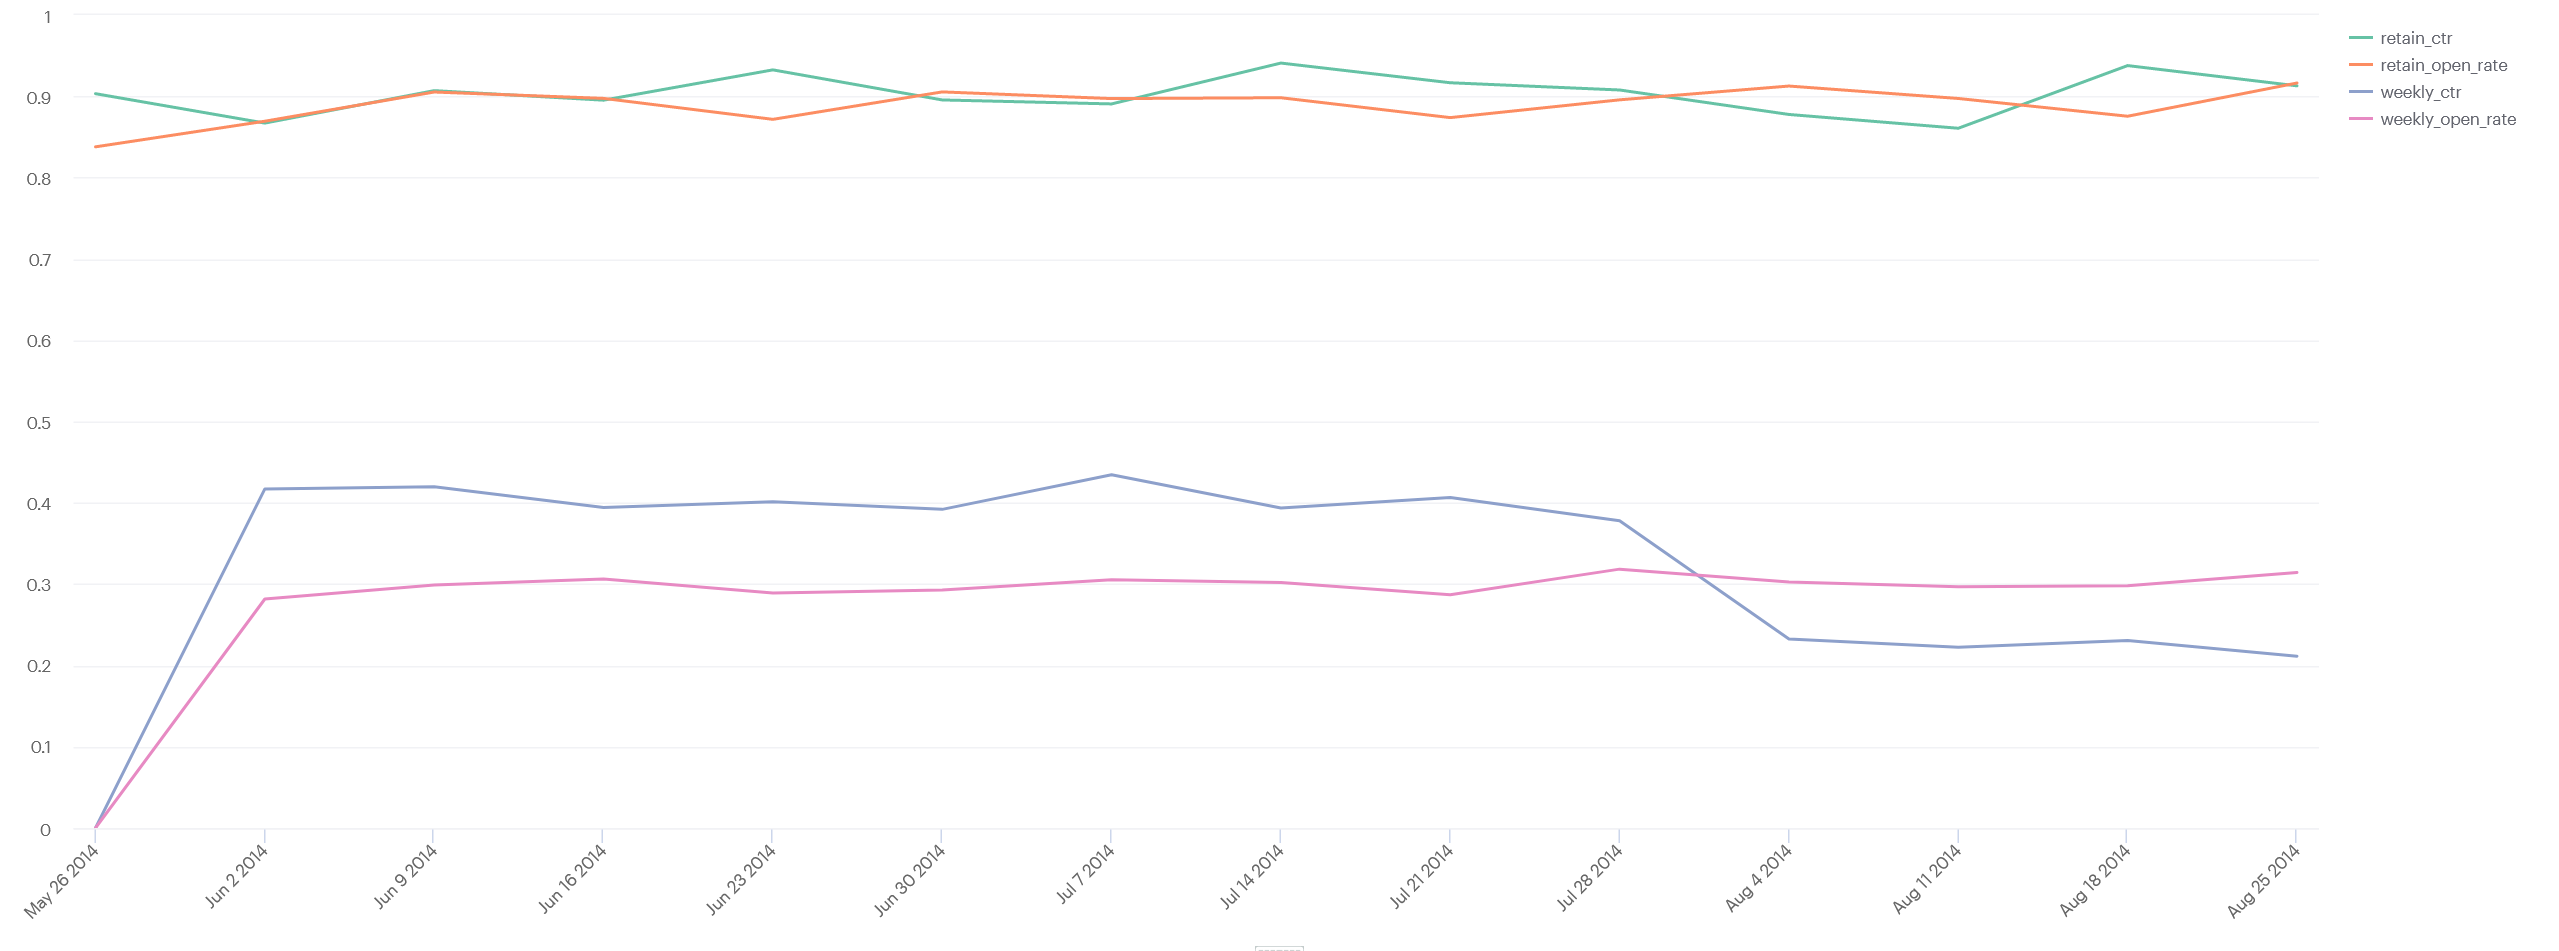 1
0.9
0.8
0.7
0.6
0.5
0.4
0.3
0.2
0.1
0
May 26 2014
Jun 2 2014
Jun 9 2014
Jun 16 2014
Jun 23 2014
Jun 30 2014
Jul 7 2014
Jul 14 2014
Jul 21 2014
Jul 28 2014
Aug 4 2014
Aug 11 2014
Aug 18 2014
Aug 25 2014
retain_ctr
retain_open_rate
weekly_ctr
weekly_open_rate